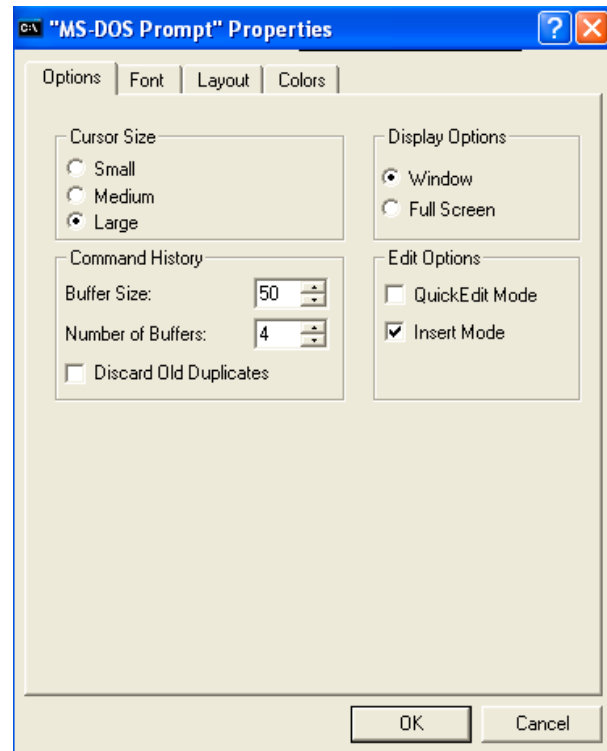 C:\ "MS-DOS Prompt" Properties ?
Options Font Layout Colors
Cursor Size
Small
Medium
Large
Display Options
Window
Full Screen
Command History
Buffer Size: 50
Number of Buffers: 4
Discard Old Duplicates
Edit Options
QuickEdit Mode
Insert Mode
OK Cancel